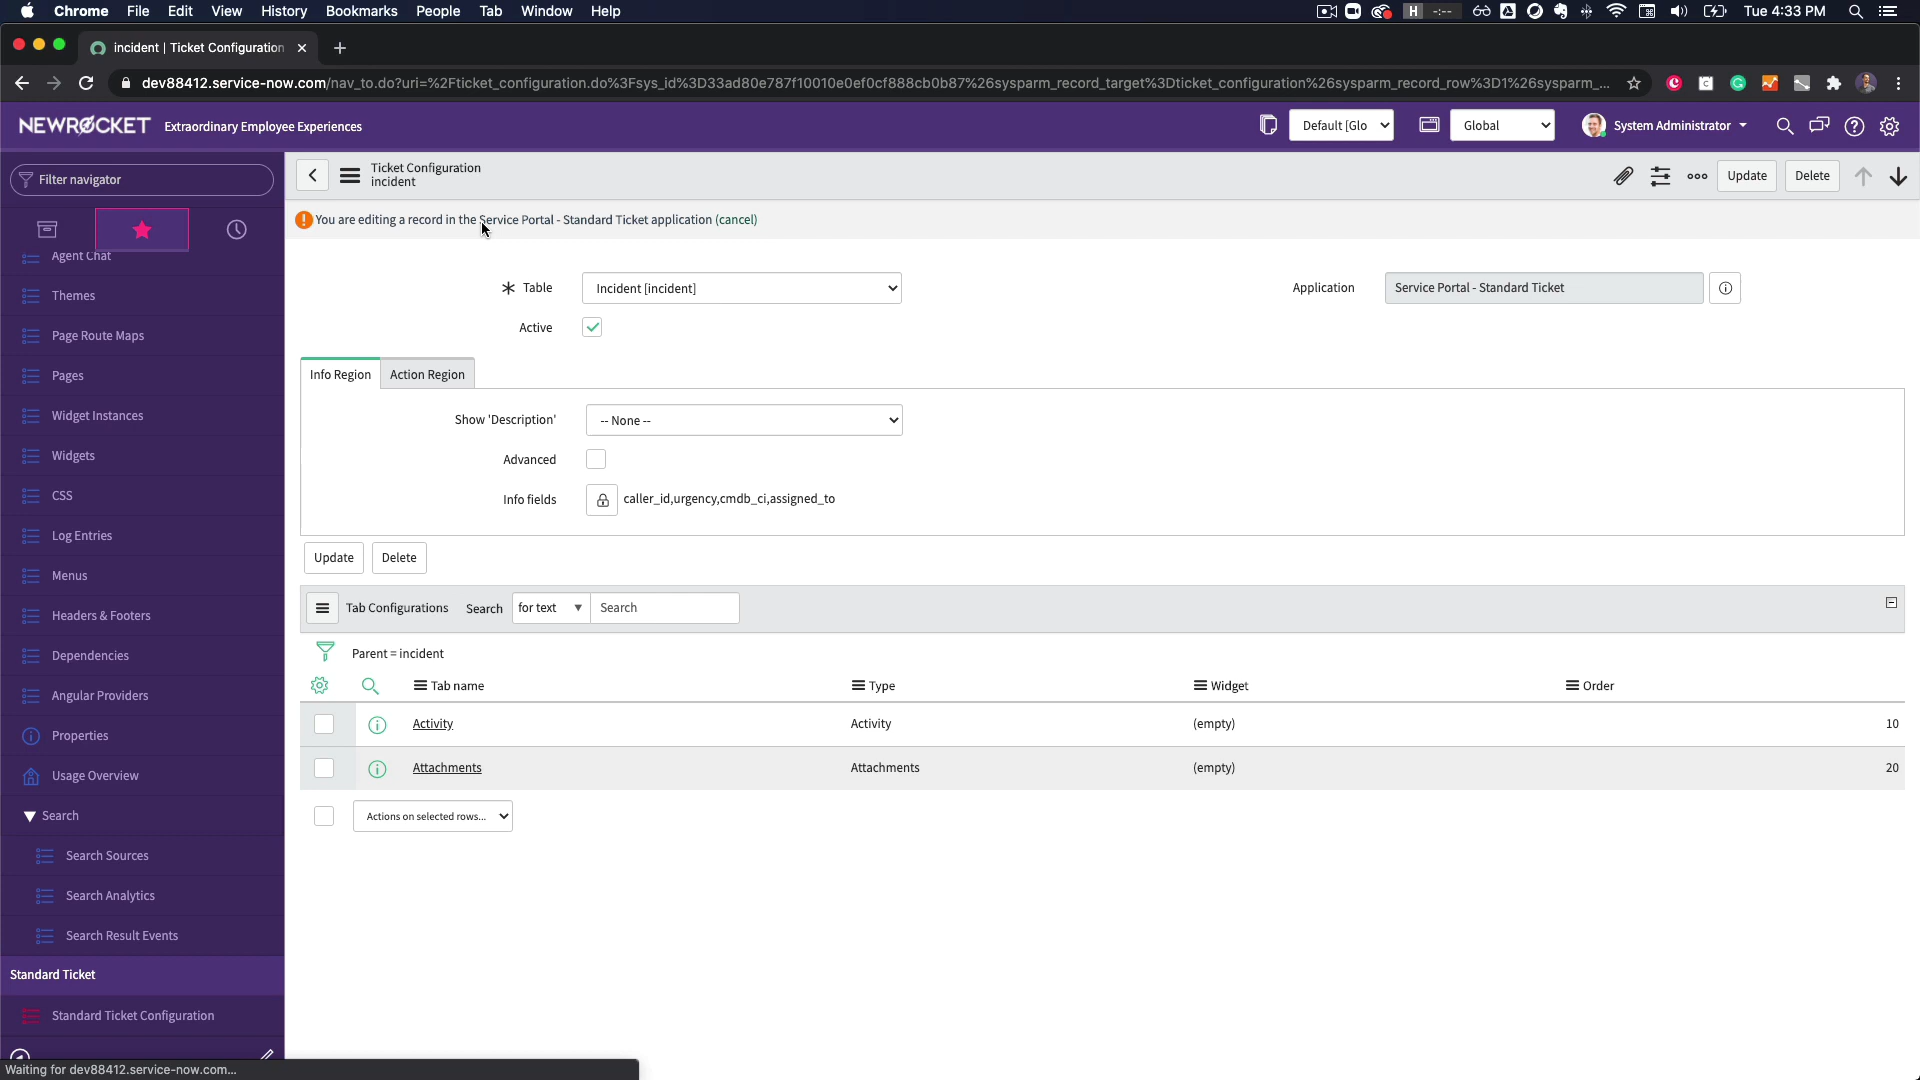 Chrome File Edit View History Bookmarks People Tab Window Help
H -:-- Tue 4:33 PM
incident | Ticket Configuration
dev88412.service-now.com/nav_to.do?uri=%2Fticket_configuration.do%3Fsys_id%3D33ad80e787f10010e0ef0cf888cb0b87%26sysparm_record_target%3Dticket_configuration%26sysparm_record_row%3D1%26sysparm_...
NEWROCKET Extraordinary Employee Experiences
Default [Glo
Global
System Administrator
Filter navigator
Ticket Configuration
incident
Update
Delete
You are editing a record in the Service Portal - Standard Ticket application (cancel)
Agent Chat
Themes
Page Route Maps
Pages
Widget Instances
Widgets
CSS
Log Entries
Menus
Headers & Footers
Dependencies
Angular Providers
Properties
Usage Overview
Search
Search Sources
Search Analytics
Search Result Events
Standard Ticket
Standard Ticket Configuration
Table
Incident [incident]
Application
Service Portal - Standard Ticket
Active
Info Region
Action Region
Show 'Description'
-- None --
Advanced
Info fields
caller_id,urgency,cmdb_ci,assigned_to
Update
Delete
Tab Configurations Search for text Search
Parent = incident
Tab name Type Widget Order
Activity Activity (empty) 10
Attachments Attachments (empty) 20
Actions on selected rows...
Waiting for dev88412.service-now.com...